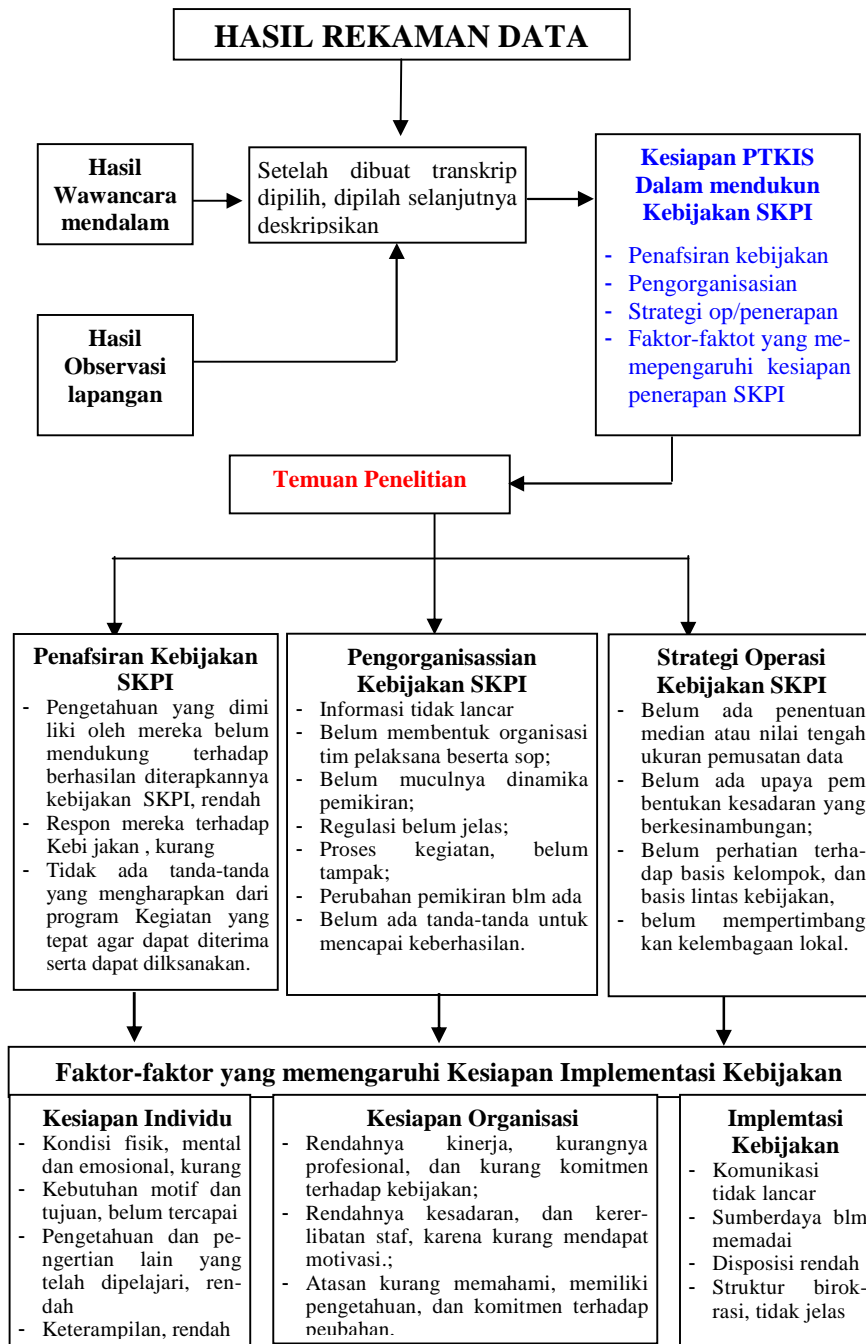 HASIL REKAMAN DATA
Hasil
Wawancara
mendalam
Setelah dibuat transkrip
dipilih, dipilah selanjutnya
deskripsikan
Kesiapan PTKIS
Dalam mendukun
Kebijakan SKPI
- Penafsiran kebijakan
- Pengorganisasian
- Strategi op/penerapan
- Faktor-faktot yang me-
mepengaruhi kesiapan
penerapan SKPI
Hasil
Observasi
lapangan
Temuan Penelitian
Penafsiran Kebijakan
SKPI
- Pengetahuan yang dimi
liki oleh mereka belum
mendukung terhadap
berhasilan diterapkannya
kebijakan SKPI, rendah
- Respon mereka terhadap
Kebi jakan , kurang
- Tidak ada tanda-tanda
yang mengharapkan dari
program Kegiatan yang
tepat agar dapat diterima
serta dapat dilksanakan.
Pengorganisassian
Kebijakan SKPI
- Informasi tidak lancar
- Belum membentuk organisasi
tim pelaksana beserta sop;
- Belum muculnya dinamika
pemikiran;
- Regulasi belum jelas;
- Proses kegiatan, belum
tampak;
- Perubahan pemikiran blm ada
- Belum ada tanda-tanda untuk
mencapai keberhasilan.
Strategi Operasi
Kebijakan SKPI
- Belum ada penentuan
median atau nilai tengah
ukuran pemusatan data
- Belum ada upaya pem
bentukan kesadaran yang
berkesinambungan;
- Belum perhatian terha-
dap basis kelompok, dan
basis lintas kebijakan,
- belum mempertimbang
kan kelembagaan lokal.
Faktor-faktor yang memengaruhi Kesiapan Implementasi Kebijakan
Kesiapan Individu
- Kondisi fisik, mental
dan emosional, kurang
- Kebutuhan motif dan
tujuan, belum tercapai
- Pengetahuan dan pe-
ngertian lain yang
telah dipelajari, ren-
dah
- Keterampilan, rendah
Kesiapan Organisasi
- Rendahnya kinerja, kurangnya
profesional, dan kurang komitmen
terhadap kebijakan;
- Rendahnya kesadaran, dan kerer-
libatan staf, karena kurang mendapat
motivasi.;
- Atasan kurang memahami, memiliki
pengetahuan, dan komitmen terhadap
peubahan.
Implemtasi
Kebijakan
- Komunikasi
tidak lancar
- Sumberdaya blm
memadai
- Disposisi rendah
- Struktur birok-
rasi, tidak jelas